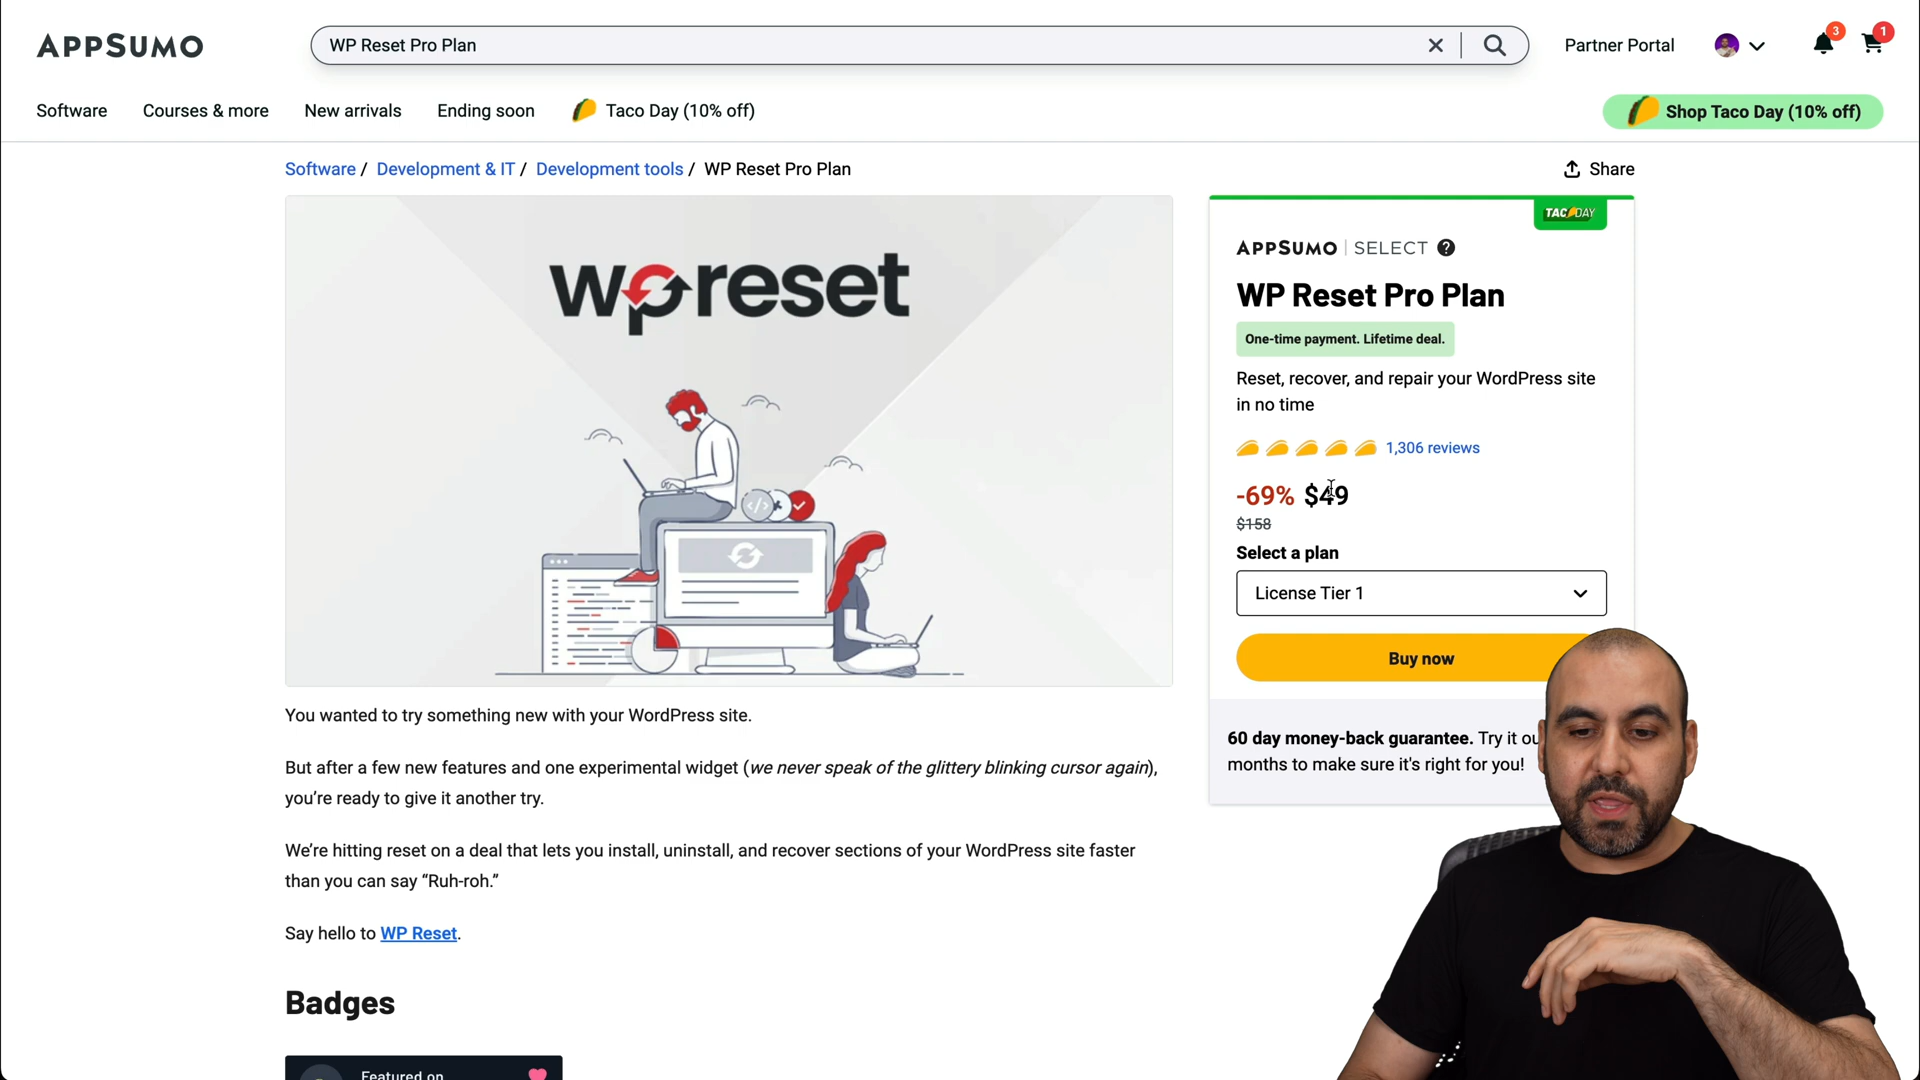 APPSUMO
WP Reset Pro Plan
Partner Portal
3
1
Software
Courses & more
New arrivals
Ending soon
Taco Day (10% off)
Shop Taco Day (10% off)
Software / Development & IT / Development tools / WP Reset Pro Plan
Share
wpreset
TACODAY
APPSUMO | SELECT ?
WP Reset Pro Plan
One-time payment. Lifetime deal.
Reset, recover, and repair your WordPress site
in no time
1,306 reviews
-69% $49
$158
Select a plan
License Tier 1
Buy now
60 day money-back guarantee. Try it
months to make sure it's right for you!
You wanted to try something new with your WordPress site.
But after a few new features and one experimental widget (we never speak of the glittery blinking cursor again),
you’re ready to give it another try.
We’re hitting reset on a deal that lets you install, uninstall, and recover sections of your WordPress site faster
than you can say “Ruh-roh.”
Say hello to WP Reset.
Badges
Featured on